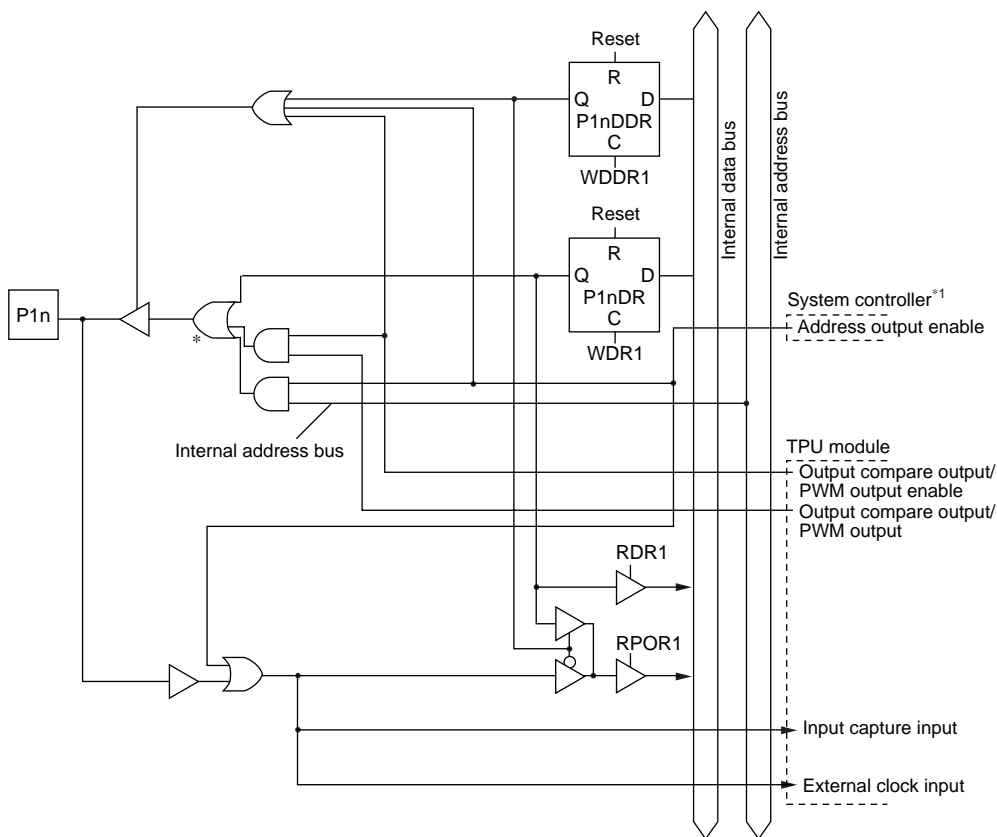 Reset
R
Q
D
P1nDDR
C
WDDR1
Internal data bus
Internal address bus
Reset
R
Q
D
P1nDR
C
WDR1
P1n
*
System controller*1
Address output enable
Internal address bus
TPU module
Output compare output/
PWM output enable
Output compare output/
PWM output
RDR1
RPOR1
Input capture input
External clock input